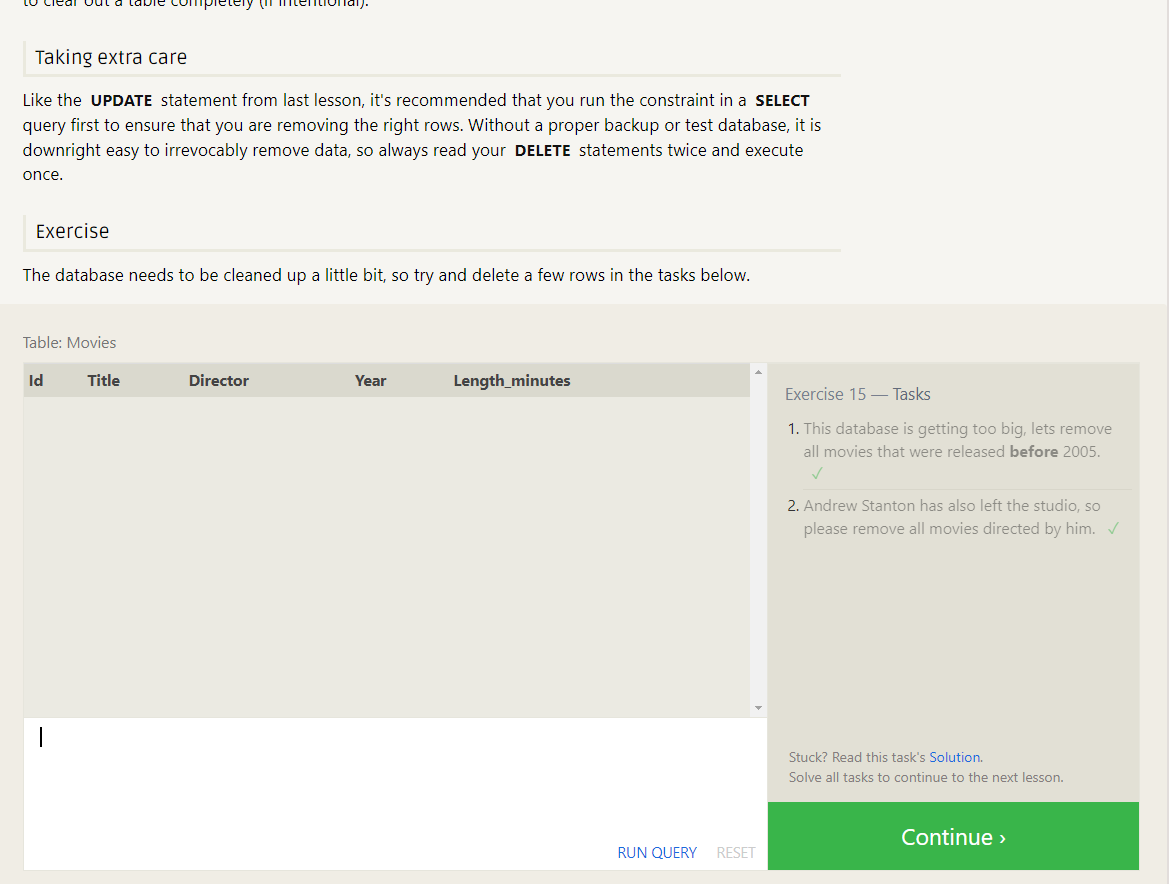 to clear out a table completely (if intentional).
Taking extra care
Like the UPDATE statement from last lesson, it's recommended that you run the constraint in a SELECT
query first to ensure that you are removing the right rows. Without a proper backup or test database, it is
downright easy to irrevocably remove data, so always read your DELETE statements twice and execute
once.
Exercise
The database needs to be cleaned up a little bit, so try and delete a few rows in the tasks below.
Table: Movies
Id Title Director Year Length_minutes
Exercise 15 — Tasks
1. This database is getting too big, lets remove
all movies that were released before 2005.
✓
2. Andrew Stanton has also left the studio, so
please remove all movies directed by him. ✓
Stuck? Read this task's Solution.
Solve all tasks to continue to the next lesson.
RUN QUERY RESET
Continue ›